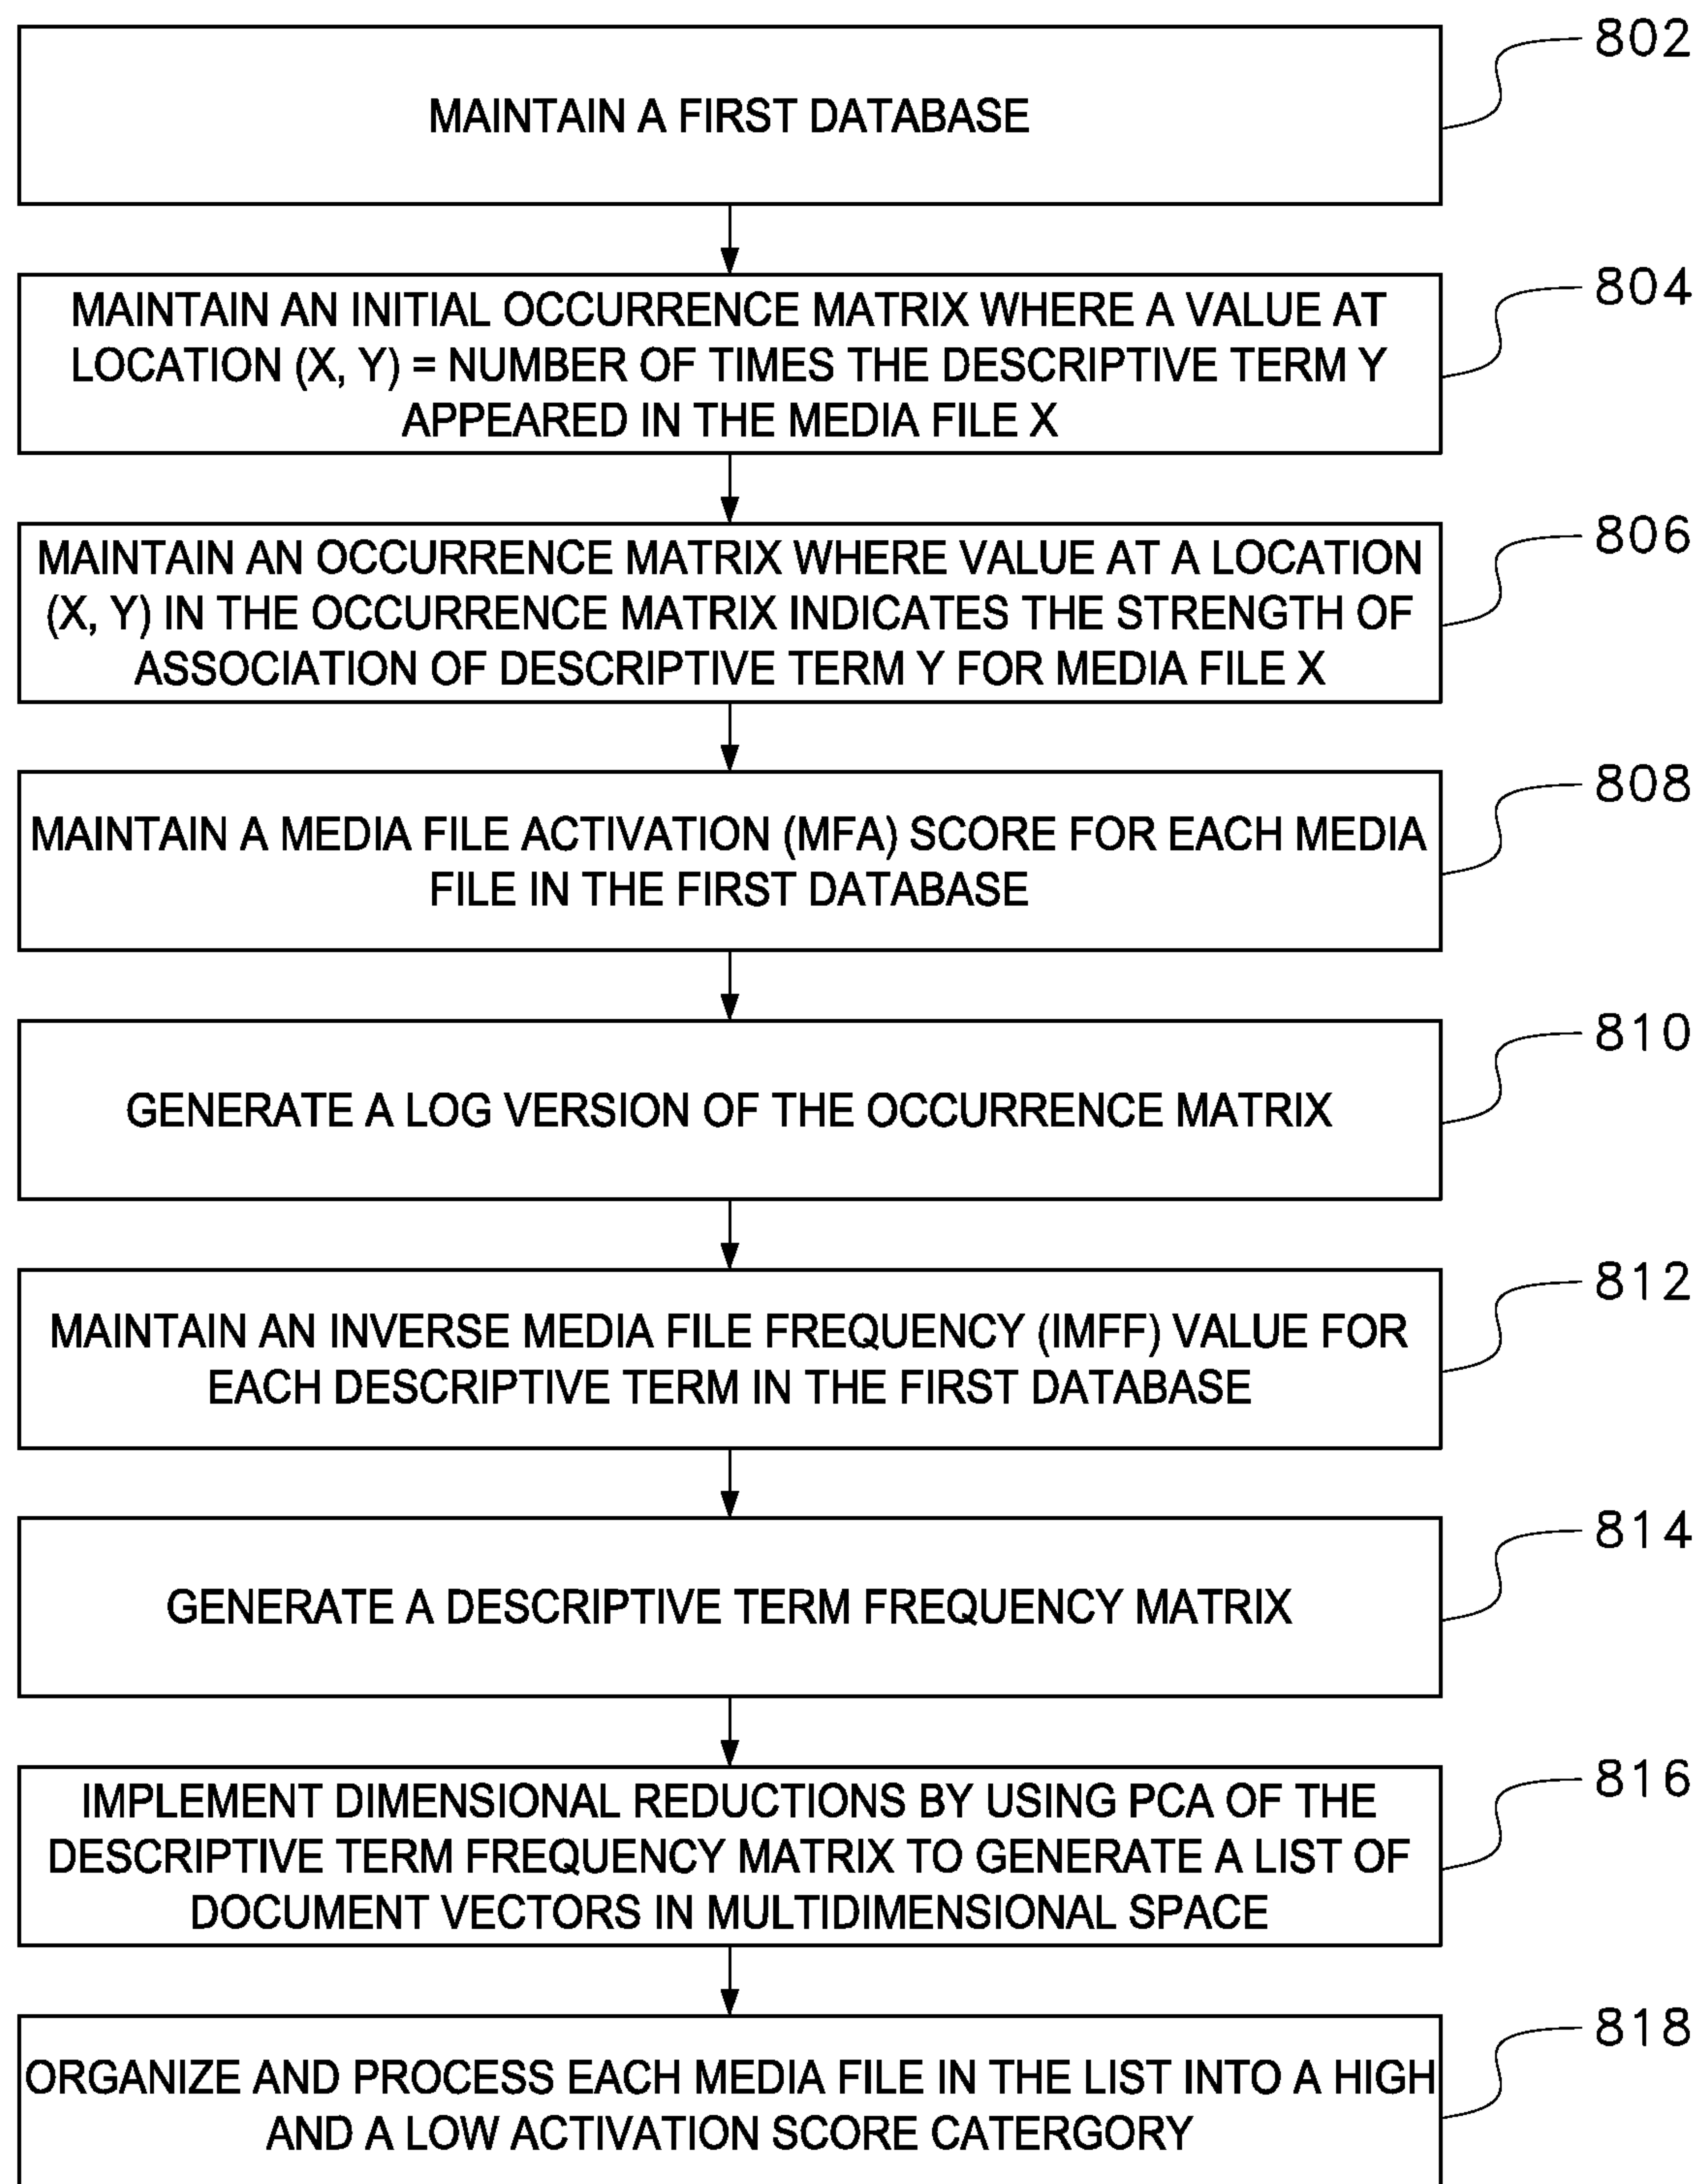 802
MAINTAIN A FIRST DATABASE
804
MAINTAIN AN INITIAL OCCURRENCE MATRIX WHERE A VALUE AT
LOCATION (X, Y) = NUMBER OF TIMES THE DESCRIPTIVE TERM Y
APPEARED IN THE MEDIA FILE X
806
MAINTAIN AN OCCURRENCE MATRIX WHERE VALUE AT A LOCATION
(X, Y) IN THE OCCURRENCE MATRIX INDICATES THE STRENGTH OF
ASSOCIATION OF DESCRIPTIVE TERM Y FOR MEDIA FILE X
808
MAINTAIN A MEDIA FILE ACTIVATION (MFA) SCORE FOR EACH MEDIA
FILE IN THE FIRST DATABASE
810
GENERATE A LOG VERSION OF THE OCCURRENCE MATRIX
812
MAINTAIN AN INVERSE MEDIA FILE FREQUENCY (IMFF) VALUE FOR
EACH DESCRIPTIVE TERM IN THE FIRST DATABASE
814
GENERATE A DESCRIPTIVE TERM FREQUENCY MATRIX
816
IMPLEMENT DIMENSIONAL REDUCTIONS BY USING PCA OF THE
DESCRIPTIVE TERM FREQUENCY MATRIX TO GENERATE A LIST OF
DOCUMENT VECTORS IN MULTIDIMENSIONAL SPACE
818
ORGANIZE AND PROCESS EACH MEDIA FILE IN THE LIST INTO A HIGH
AND A LOW ACTIVATION SCORE CATERGORY